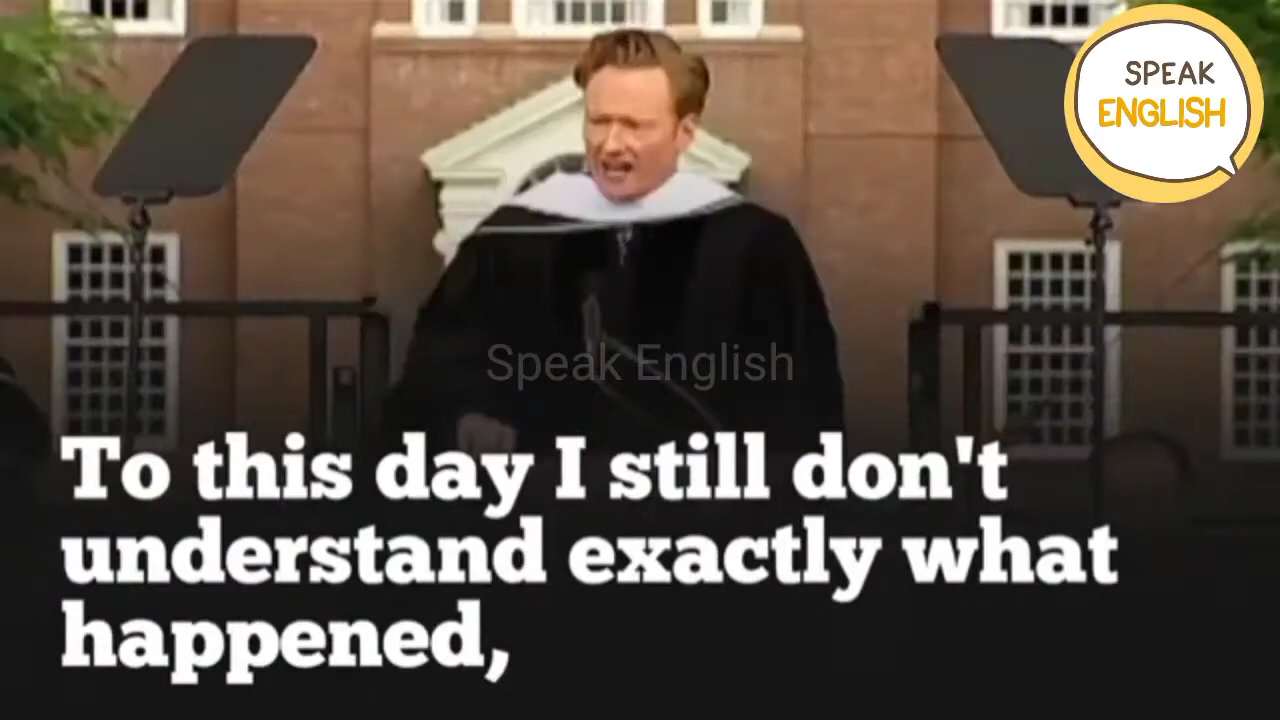 SPEAK
ENGLISH
Speak English
To this day I still don't
understand exactly what
happened,